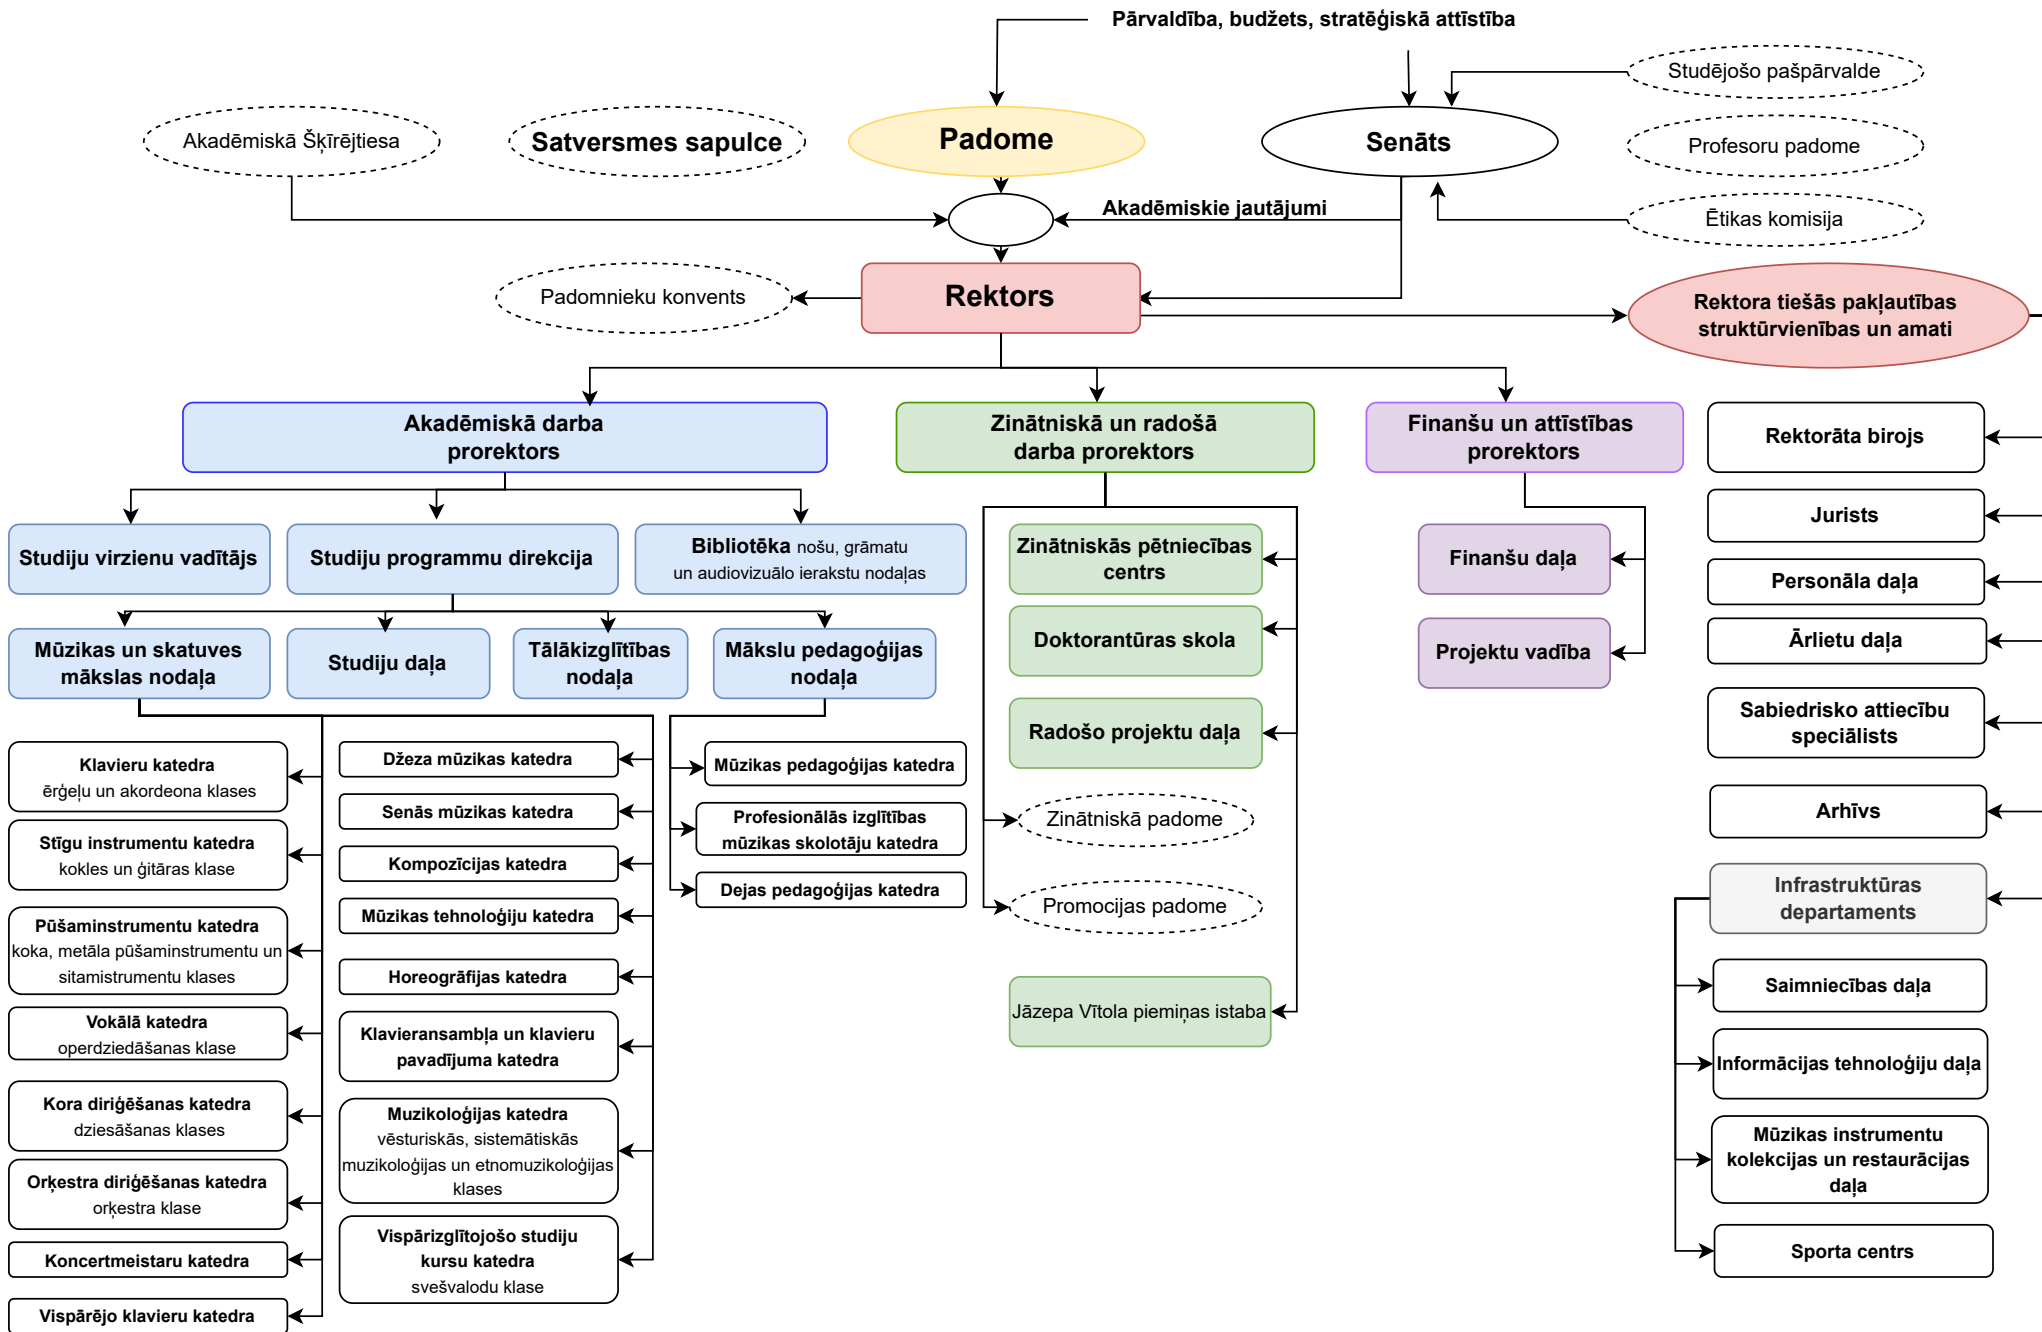 Pārvaldība, budžets, stratēģiskā attīstība
Studējošo pašpārvalde
Akadēmiskā Šķīrējtiesa
Satversmes sapulce
Padome
Senāts
Profesoru padome
Akadēmiskie jautājumi
Ētikas komisija
Padomnieku konvents
Rektors
Rektora tiešās pakļautības
struktūrvienības un amati
Akadēmiskā darba
prorektors
Zinātniskā un radošā
darba prorektors
Finanšu un attīstības
prorektors
Rektorāta birojs
Jurists
Personāla daļa
Ārlietu daļa
Sabiedrisko attiecību
speciālists
Arhīvs
Infrastruktūras
departaments
Saimniecības daļa
Informācijas tehnoloģiju daļa
Mūzikas instrumentu
kolekcijas un restaurācijas
daļa
Sporta centrs
Studiju virzienu vadītājs
Studiju programmu direkcija
Bibliotēka nošu, grāmatu
un audiovizuālo ierakstu nodaļas
Zinātniskās pētniecības
centrs
Doktorantūras skola
Radošo projektu daļa
Zinātniskā padome
Promocijas padome
Jāzepa Vītola piemiņas istaba
Finanšu daļa
Projektu vadība
Mūzikas un skatuves
mākslas nodaļa
Studiju daļa
Tālākizglītības
nodaļa
Mākslu pedagoģijas
nodaļa
Klavieru katedra
ērģeļu un akordeona klases
Stīgu instrumentu katedra
kokles un ģitāras klase
Pūšaminstrumentu katedra
koka, metāla pūšaminstrumentu un
sitamistrumentu klases
Vokālā katedra
operdziedāšanas klase
Kora diriģēšanas katedra
dziesāšanas klases
Orķestra diriģēšanas katedra
orķestra klase
Koncertmeistaru katedra
Vispārējo klavieru katedra
Džeza mūzikas katedra
Senās mūzikas katedra
Kompozīcijas katedra
Mūzikas tehnoloģiju katedra
Horeogrāfijas katedra
Klavieransambļa un klavieru
pavadījuma katedra
Muzikoloģijas katedra
vēsturiskās, sistemātiskās
muzikoloģijas un etnomuzikoloģijas
klases
Vispārizglītojošo studiju
kursu katedra
svešvalodu klase
Mūzikas pedagoģijas katedra
Profesionālās izglītības
mūzikas skolotāju katedra
Dejas pedagoģijas katedra